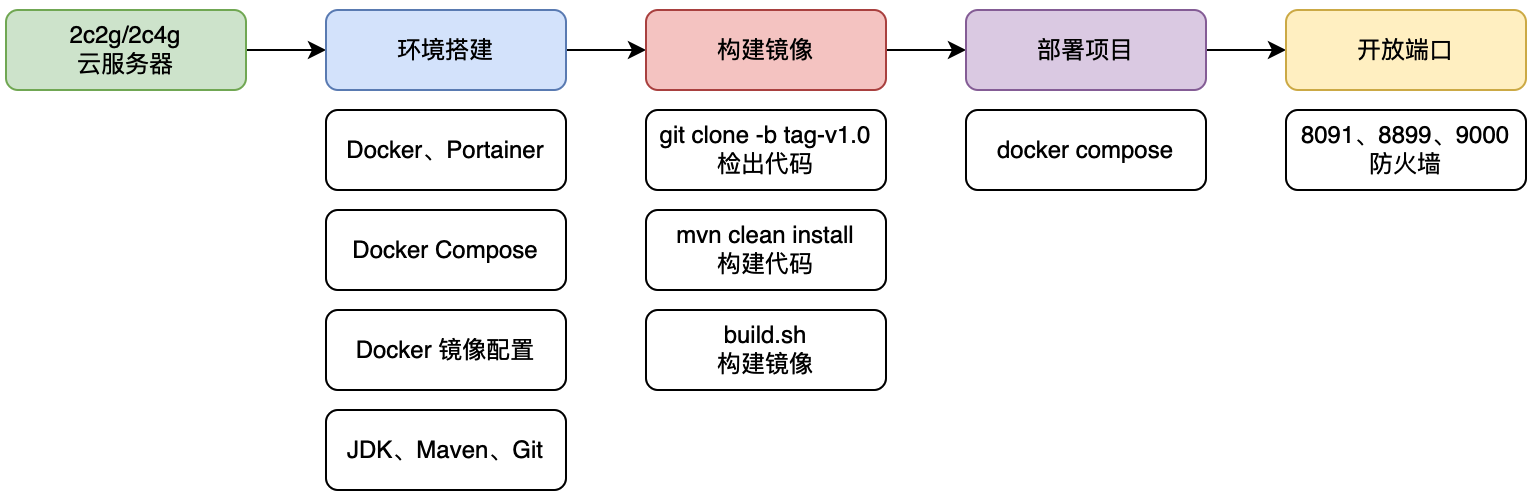 2c2g/2c4g
云服务器
环境搭建
构建镜像
部署项目
开放端口
Docker、Portainer
Docker Compose
Docker 镜像配置
JDK、Maven、Git
git clone -b tag-v1.0
检出代码
mvn clean install
构建代码
build.sh
构建镜像
docker compose
8091、8899、9000
防火墙